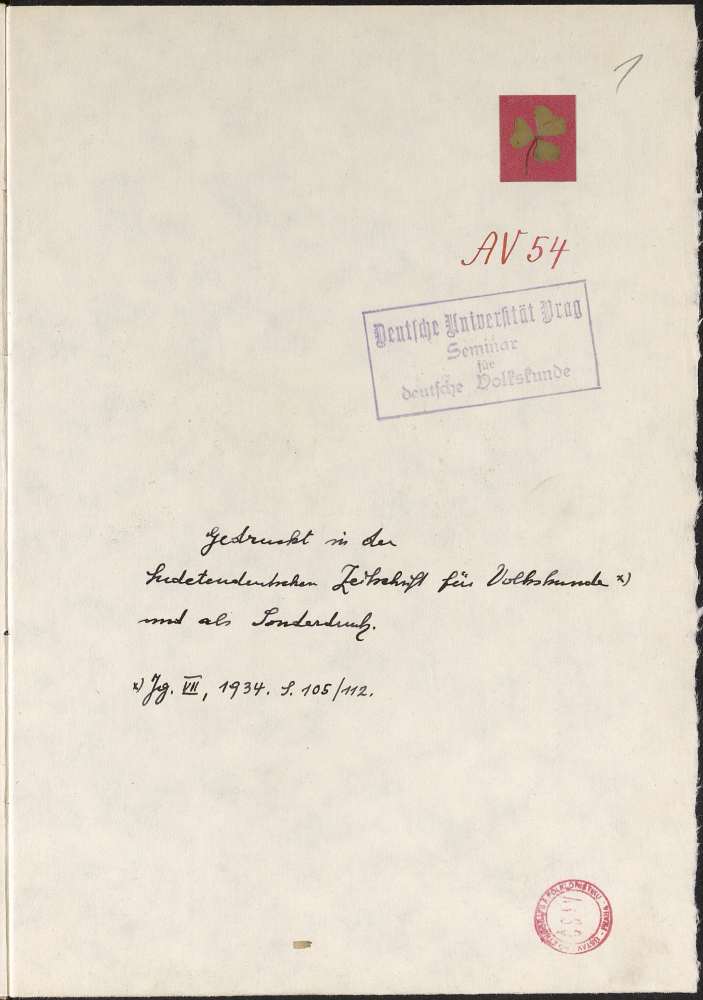 1
AV 54
Deutsche Universität Prag
Seminar
für
deutsche Volkskunde
Gedruckt in der
Sudetendeutschen Zeitschrift für Volkskunde x)
und als Sonderdruck.
x) Jg. VII, 1934. S. 105/112.